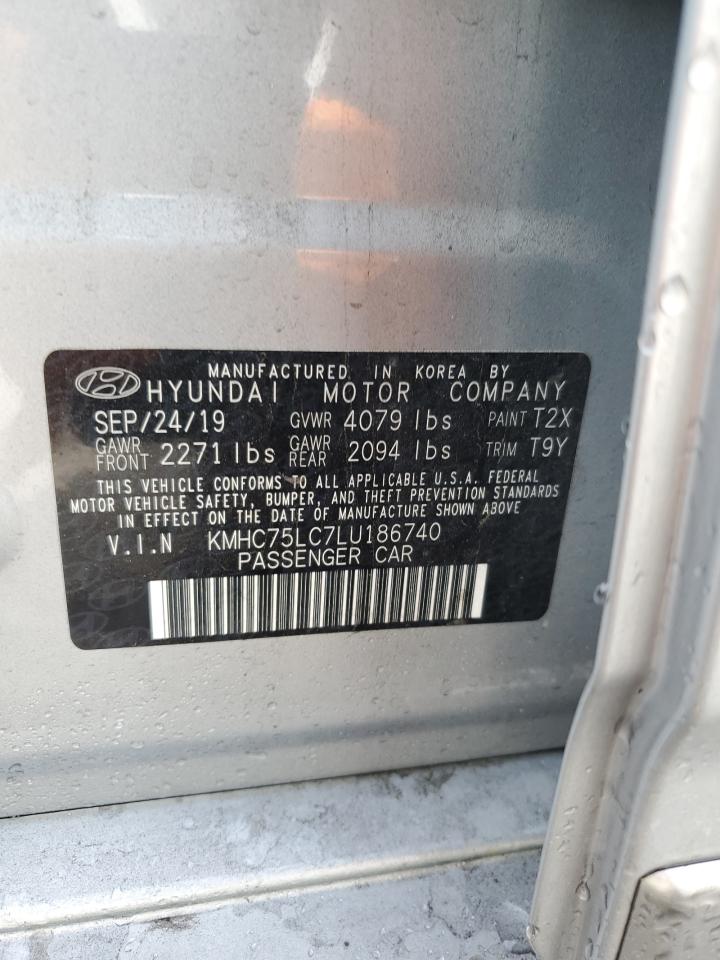 MANUFACTURED IN KOREA BY
HYUNDAI MOTOR COMPANY
SEP/24/19 GVWR 4079 lbs PAINT T2X
GAWR FRONT 2271 lbs GAWR REAR 2094 lbs TRIM T9Y
THIS VEHICLE CONFORMS TO ALL APPLICABLE U.S.A. FEDERAL
MOTOR VEHICLE SAFETY, BUMPER, AND THEFT PREVENTION STANDARDS
IN EFFECT ON THE DATE OF MANUFACTURE SHOWN ABOVE
V.I.N KMHC75LC7LU186740
PASSENGER CAR